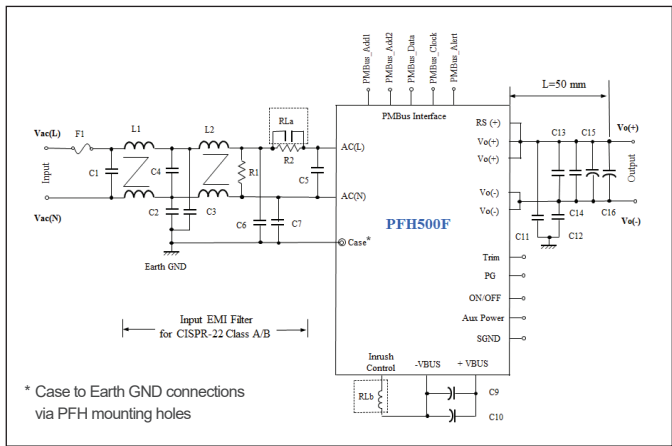 PMBus_Add1
PMBus_Add2
PMBus_Data
PMBus_Clock
PMBus_Alert
L=50 mm
PMBus Interface
RLa
Vac(L)
F1
L1
L2
R2
AC(L)
RS (+)
Vo(+)
Vo(+)
C13
C15
Vo(+)
Input
C1
C4
R1
C5
Output
Vac(N)
C2
C3
C6
C7
AC(N)
PFH500F
Vo(-)
Vo(-)
C11
C14
C12
C16
Vo(-)
Case*
Earth GND
Trim
PG
ON/OFF
Aux Power
SGND
Input EMI Filter
for CISPR-22 Class A/B
Inrush
Control
-VBUS
+ VBUS
RLb
C9
C10
* Case to Earth GND connections
via PFH mounting holes